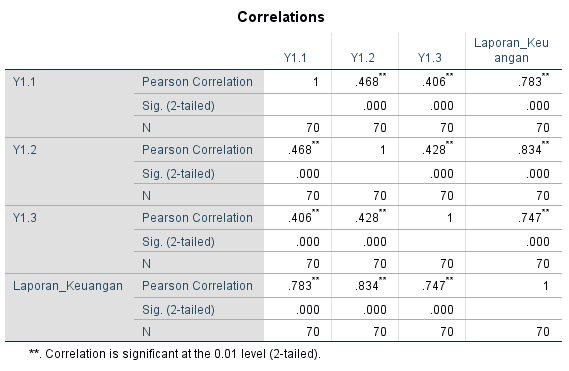 Correlations
Y1.1 Y1.2 Y1.3 Laporan_Keu
angan
Y1.1 Pearson Correlation 1 .468** .406** .783**
Sig. (2-tailed) .000 .000 .000
N 70 70 70 70
Y1.2 Pearson Correlation .468** 1 .428** .834**
Sig. (2-tailed) .000 .000 .000
N 70 70 70 70
Y1.3 Pearson Correlation .406** .428** 1 .747**
Sig. (2-tailed) .000 .000 .000
N 70 70 70 70
Laporan_Keuangan Pearson Correlation .783** .834** .747** 1
Sig. (2-tailed) .000 .000 .000
N 70 70 70 70
**. Correlation is significant at the 0.01 level (2-tailed).